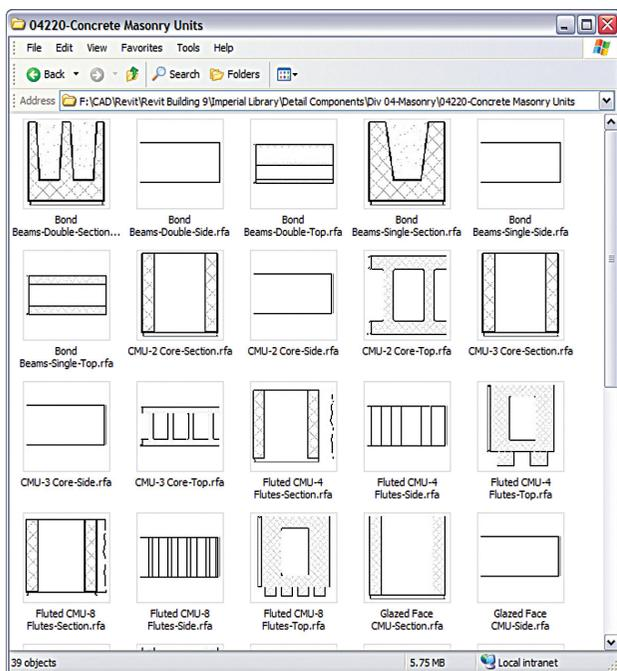 04220-Concrete Masonry Units
File Edit View Favorites Tools Help
Back Search Folders
Address F:\CAD\Revit\Revit Building 9\Imperial Library\Detail Components\Div 04-Masonry\04220-Concrete Masonry Units
Bond Bond Bond Bond Bond
Beams-Double-Section... Beams-Double-Side.rfa Beams-Double-Top.rfa Beams-Single-Section.rfa Beams-Single-Side.rfa
Bond CMU-2 Core-Section.rfa CMU-2 Core-Side.rfa CMU-2 Core-Top.rfa CMU-3 Core-Section.rfa
Beams-Single-Top.rfa
CMU-3 Core-Side.rfa CMU-3 Core-Top.rfa Fluted CMU-4 Fluted CMU-4 Fluted CMU-4
Flutes-Section.rfa Flutes-Side.rfa Flutes-Top.rfa
Fluted CMU-8 Fluted CMU-8 Fluted CMU-8 Glazed Face Glazed Face
Flutes-Section.rfa Flutes-Side.rfa Flutes-Top.rfa CMU-Section.rfa CMU-Side.rfa
39 objects 5.75 MB Local intranet